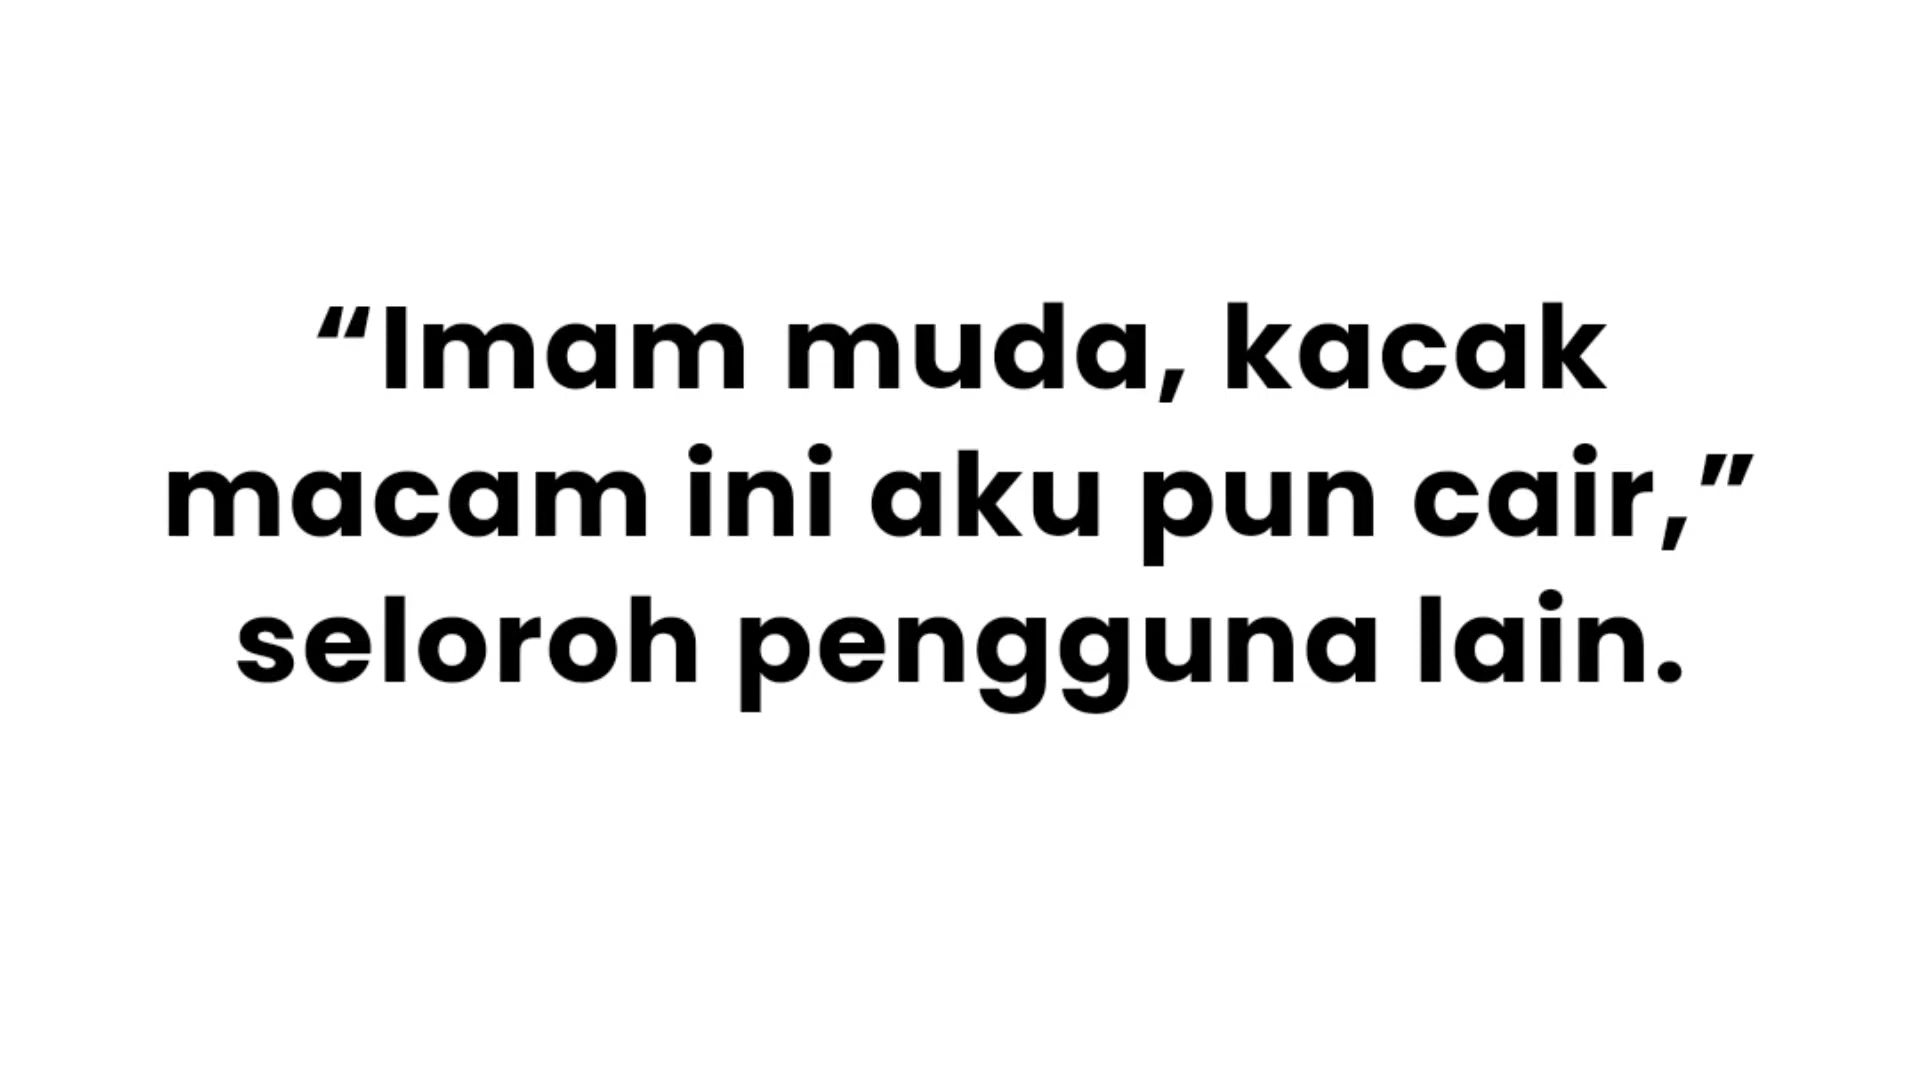 “Imam muda, kacak
macam ini aku pun cair,”
seloroh pengguna lain.